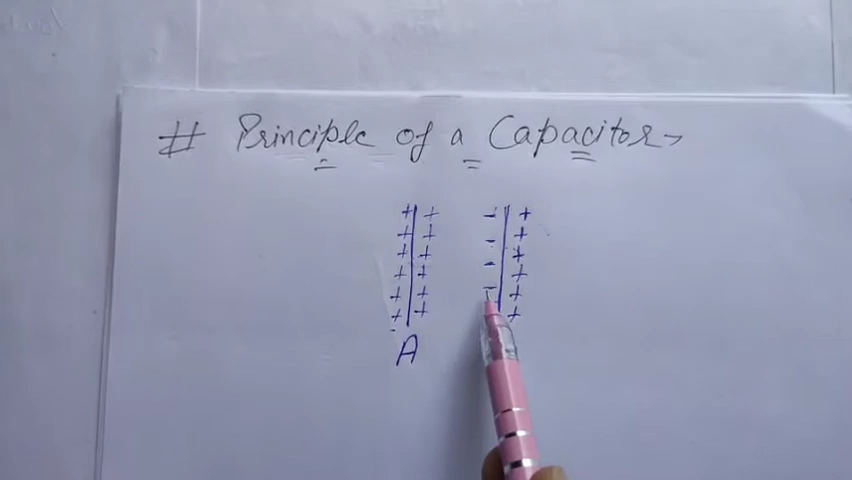 # Principle of a Capacitor →
+ + - +
+ + - +
+ + - +
+ + - +
+ + +
+ + +
A